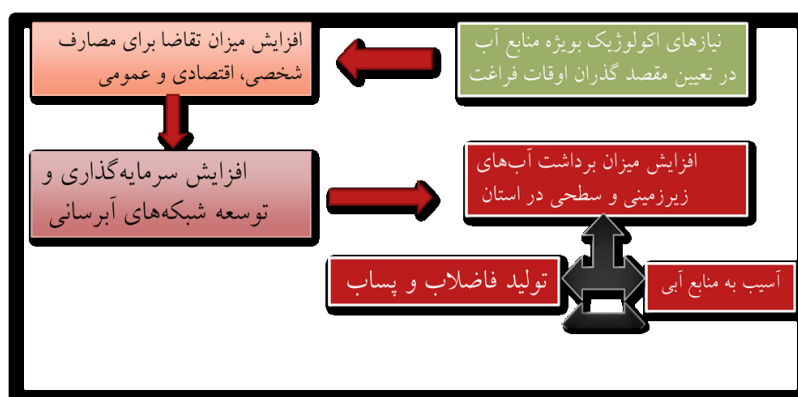 نیازهای اکولوژیک بویژه منابع آب
در تعیین مقصد گذران اوقات فراغت
افزایش میزان تقاضا برای مصارف
شخصی، اقتصادی و عمومی
افزایش سرمایه‌گذاری و
توسعه شبکه‌های آبرسانی
افزایش میزان برداشت آب‌های
زیرزمینی و سطحی در استان
آسیب به منابع آبی
تولید فاضلاب و پساب